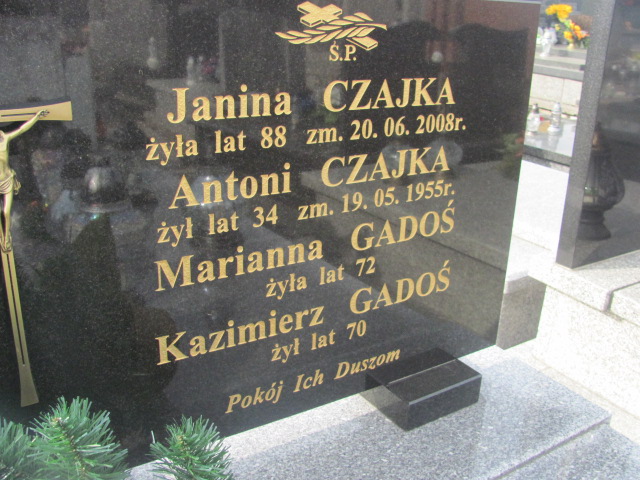 Ś.P.
Janina CZAJKA
żyła lat 88 zm. 20.06.2008r.
Antoni CZAJKA
żył lat 34 zm. 19.05.1955r.
Marianna GADOŚ
żyła lat 72
Kazimierz GADOŚ
żył lat 70
Pokój Ich Duszom